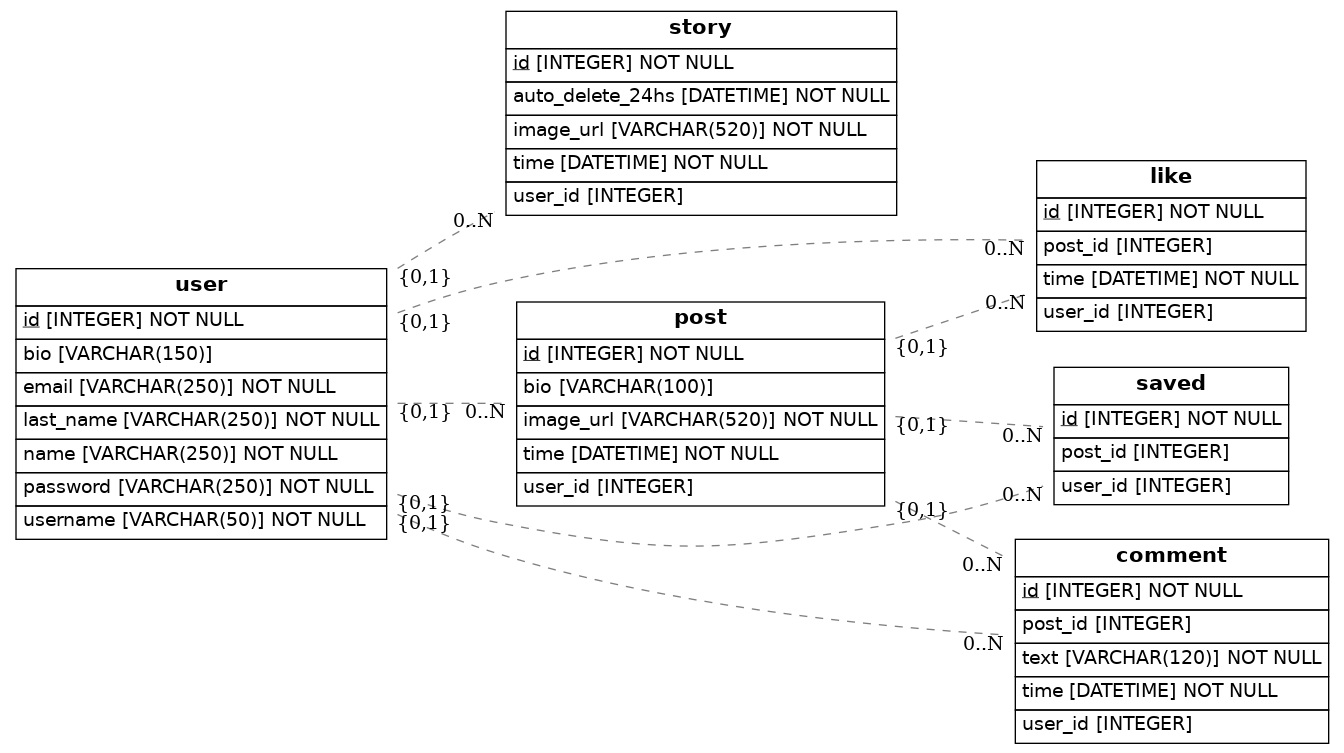 story
id [INTEGER] NOT NULL
auto_delete_24hs [DATETIME] NOT NULL
image_url [VARCHAR(520)] NOT NULL
time [DATETIME] NOT NULL
user_id [INTEGER]
0..N
{0,1}
user
id [INTEGER] NOT NULL
bio [VARCHAR(150)]
email [VARCHAR(250)] NOT NULL
last_name [VARCHAR(250)] NOT NULL
name [VARCHAR(250)] NOT NULL
password [VARCHAR(250)] NOT NULL
username [VARCHAR(50)] NOT NULL
{0,1}
{0,1}
0..N
{0,1}
{0,1}
post
id [INTEGER] NOT NULL
bio [VARCHAR(100)]
image_url [VARCHAR(520)] NOT NULL
time [DATETIME] NOT NULL
user_id [INTEGER]
{0,1}
{0,1}
{0,1}
like
id [INTEGER] NOT NULL
post_id [INTEGER]
time [DATETIME] NOT NULL
user_id [INTEGER]
0..N
0..N
saved
id [INTEGER] NOT NULL
post_id [INTEGER]
user_id [INTEGER]
0..N
0..N
comment
id [INTEGER] NOT NULL
post_id [INTEGER]
text [VARCHAR(120)] NOT NULL
time [DATETIME] NOT NULL
user_id [INTEGER]
0..N
0..N